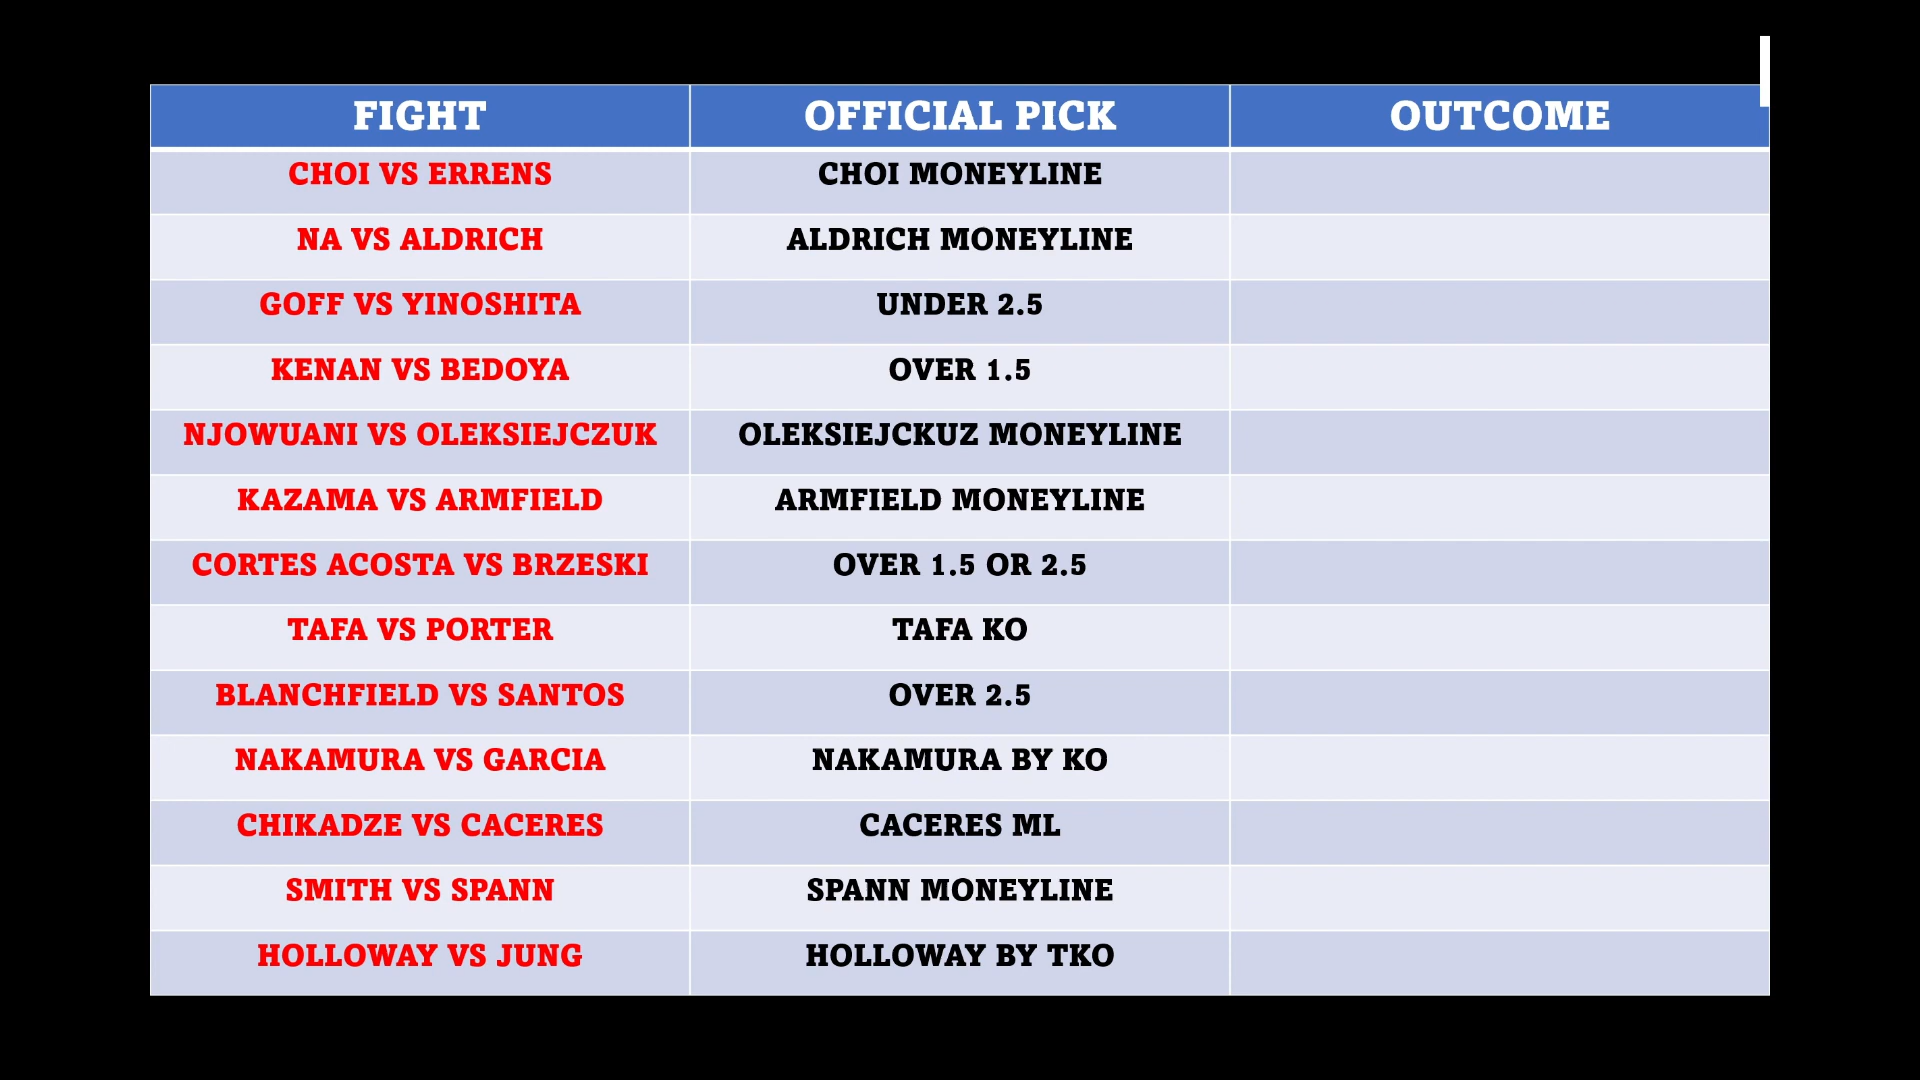 FIGHT OFFICIAL PICK OUTCOME
CHOI VS ERRENS CHOI MONEYLINE
NA VS ALDRICH ALDRICH MONEYLINE
GOFF VS YINOSHITA UNDER 2.5
KENAN VS BEDOYA OVER 1.5
NJOWUANI VS OLEKSIEJCZUK OLEKSIEJCKUZ MONEYLINE
KAZAMA VS ARMFIELD ARMFIELD MONEYLINE
CORTES ACOSTA VS BRZESKI OVER 1.5 OR 2.5
TAFA VS PORTER TAFA KO
BLANCHFIELD VS SANTOS OVER 2.5
NAKAMURA VS GARCIA NAKAMURA BY KO
CHIKADZE VS CACERES CACERES ML
SMITH VS SPANN SPANN MONEYLINE
HOLLOWAY VS JUNG HOLLOWAY BY TKO